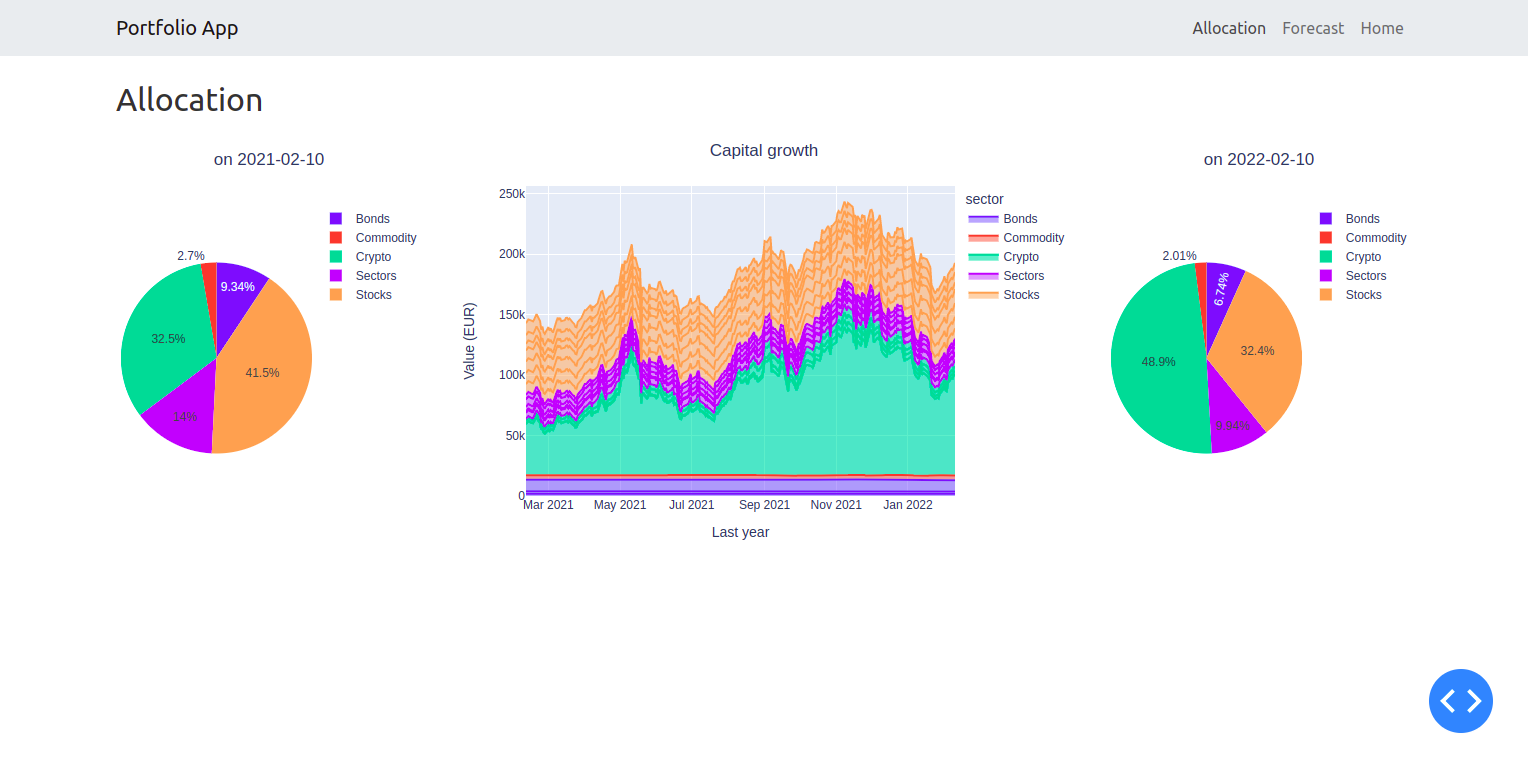 Portfolio App
Allocation Forecast Home
Allocation
on 2021-02-10
Bonds
Commodity
Crypto
Sectors
Stocks
2.7%
9.34%
32.5%
41.5%
14%
Capital growth
Value (EUR)
250k
200k
150k
100k
50k
0
Mar 2021 May 2021 Jul 2021 Sep 2021 Nov 2021 Jan 2022
Last year
sector
Bonds
Commodity
Crypto
Sectors
Stocks
on 2022-02-10
Bonds
Commodity
Crypto
Sectors
Stocks
2.01%
6.74%
48.9%
32.4%
9.94%